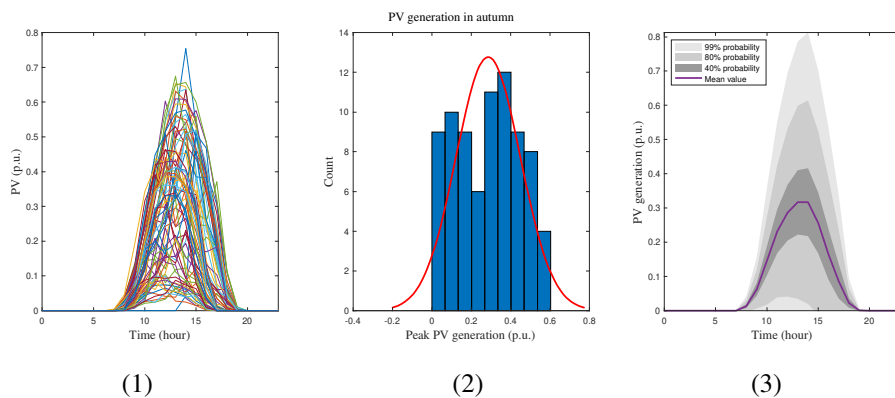 PV generation in autumn
PV (p.u.)
0.8
0.7
0.6
0.5
0.4
0.3
0.2
0.1
0
0 5 10 15 20
Time (hour)
(1)
Count
14
12
10
8
6
4
2
0
-0.4 -0.2 0 0.2 0.4 0.6 0.8
Peak PV generation (p.u.)
(2)
PV generation (p.u.)
0.8
0.7
0.6
0.5
0.4
0.3
0.2
0.1
0
99% probability
80% probability
40% probability
Mean value
0 5 10 15 20
Time (hour)
(3)